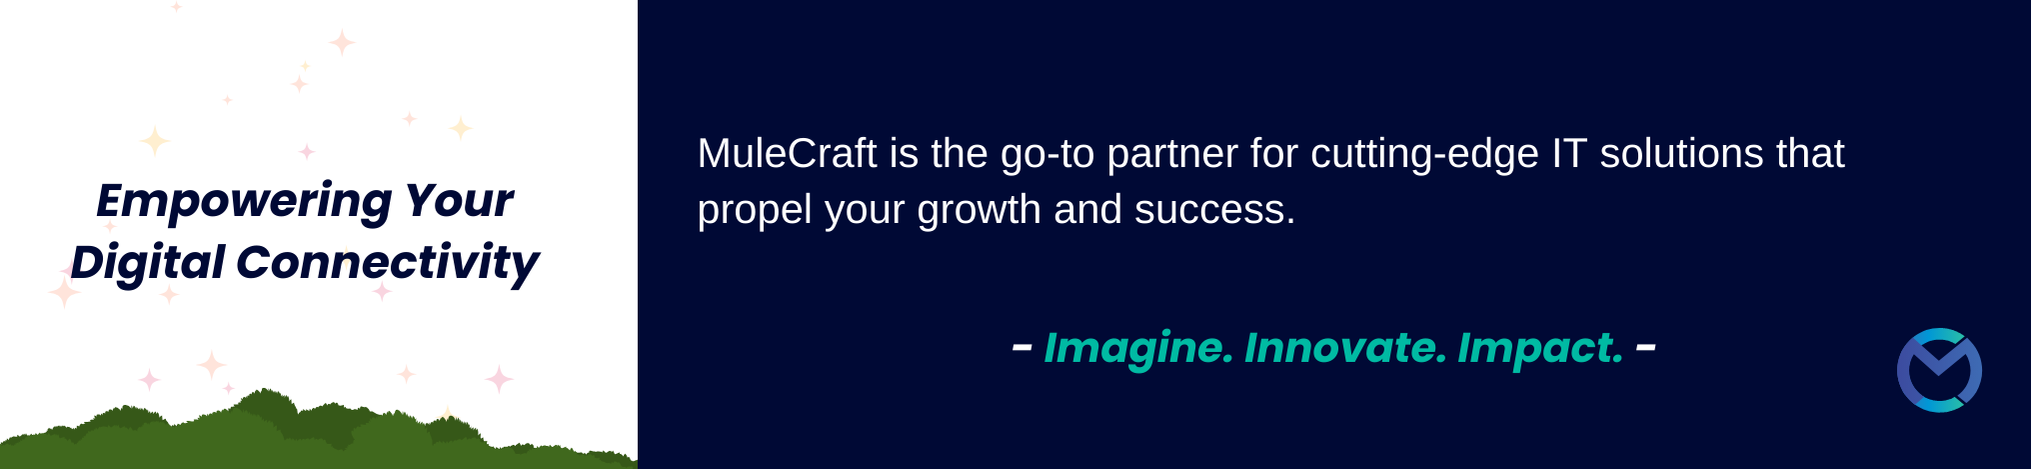 Empowering Your
Digital Connectivity
MuleCraft is the go-to partner for cutting-edge IT solutions that
propel your growth and success.
- Imagine. Innovate. Impact. -